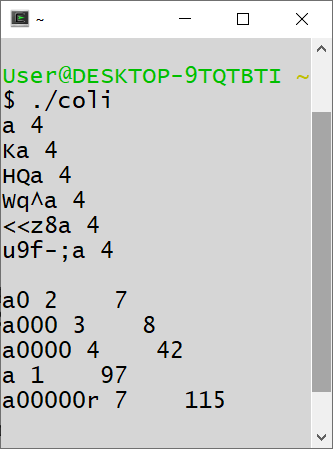 ~
User@DESKTOP-9TQTBTI ~
$ ./coli
a 4
Ka 4
HQa 4
Wq^a 4
<<z8a 4
u9f-;a 4
a0 2    7
a000 3    8
a0000 4    42
a 1    97
a00000r 7    115